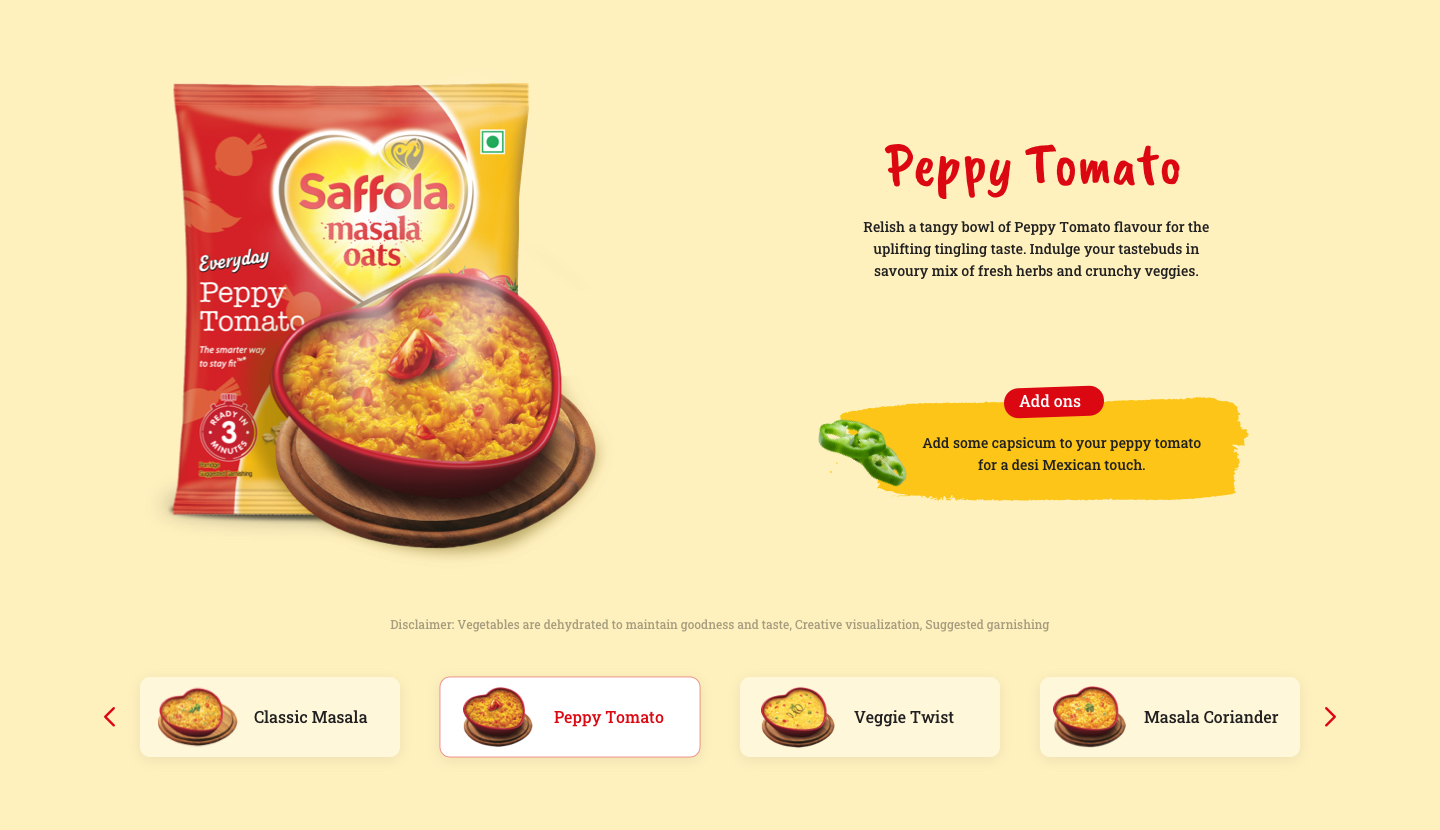 Saffola.
masala
oats
Everyday
Peppy
Tomato
The smarter way
to stay fit™*
READY IN
3
MINUTES
Suggested Garnishing
Peppy Tomato
Relish a tangy bowl of Peppy Tomato flavour for the
uplifting tingling taste. Indulge your tastebuds in
savoury mix of fresh herbs and crunchy veggies.
Add ons
Add some capsicum to your peppy tomato
for a desi Mexican touch.
Disclaimer: Vegetables are dehydrated to maintain goodness and taste, Creative visualization, Suggested garnishing
Classic Masala
Peppy Tomato
Veggie Twist
Masala Coriander